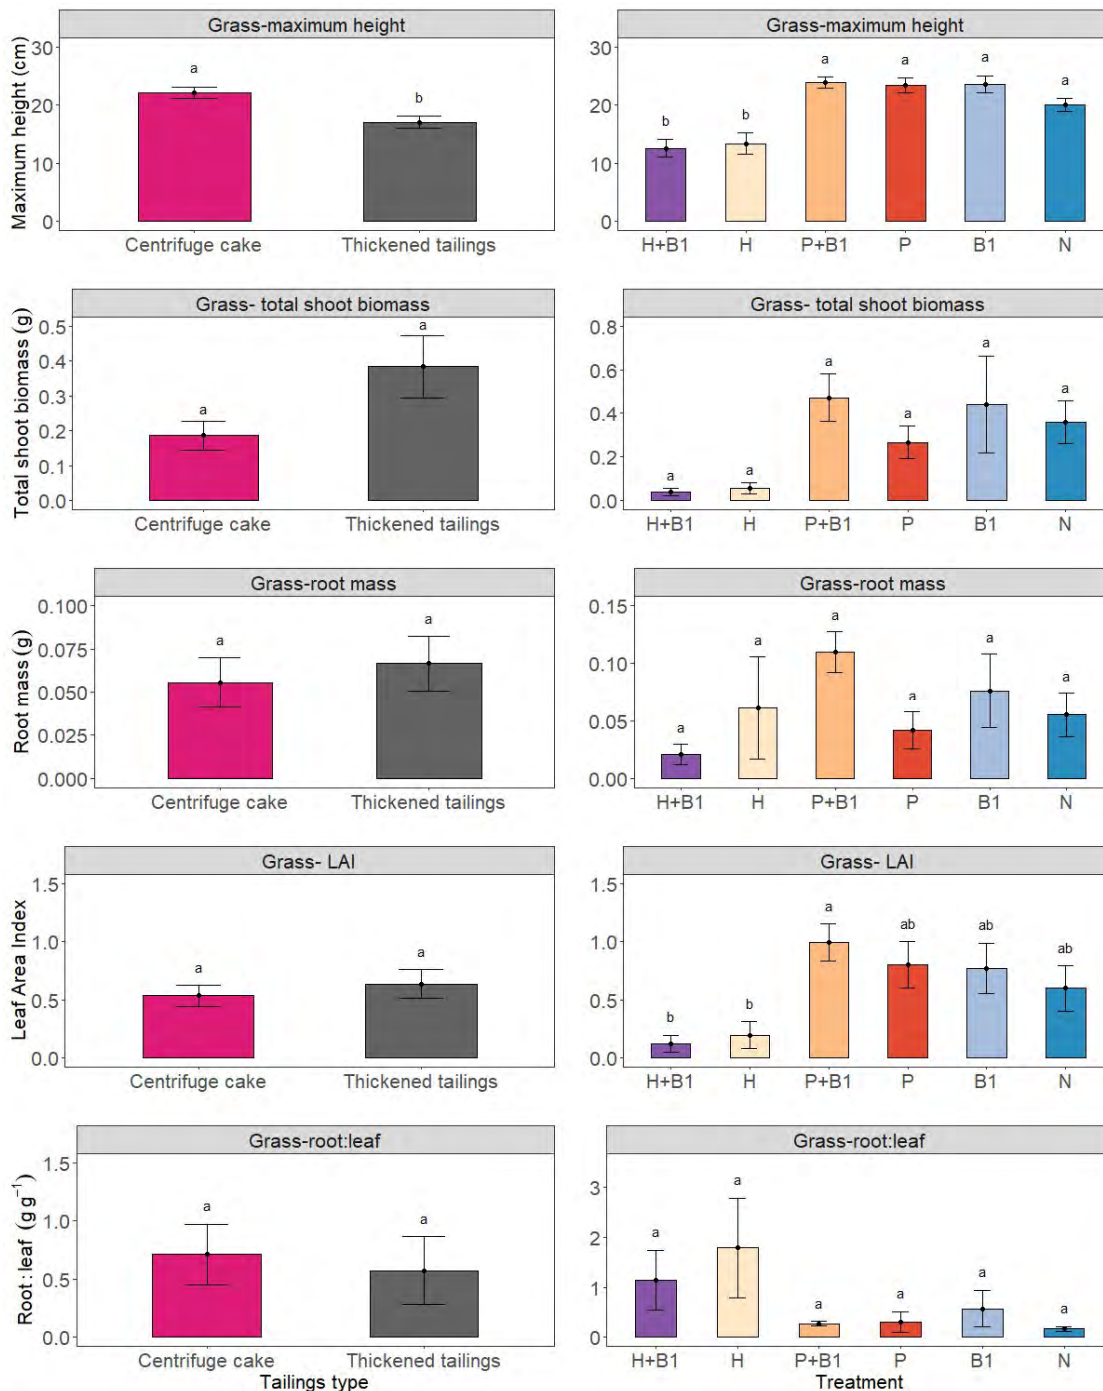 Grass-maximum height
Maximum height (cm)
30
20
10
0
a
b
Centrifuge cake
Thickened tailings
Grass-maximum height
30
20
10
0
b
b
a
a
a
a
H+B1
H
P+B1
P
B1
N
Grass- total shoot biomass
Total shoot biomass (g)
0.5
0.4
0.3
0.2
0.1
0.0
a
a
Centrifuge cake
Thickened tailings
Grass- total shoot biomass
0.8
0.6
0.4
0.2
0.0
a
a
a
a
a
a
H+B1
H
P+B1
P
B1
N
Grass-root mass
Root mass (g)
0.100
0.075
0.050
0.025
0.000
a
a
Centrifuge cake
Thickened tailings
Grass-root mass
0.15
0.10
0.05
0.00
a
a
a
a
a
a
H+B1
H
P+B1
P
B1
N
Grass- LAI
Leaf Area Index
1.5
1.0
0.5
0.0
a
a
Centrifuge cake
Thickened tailings
Grass- LAI
1.5
1.0
0.5
0.0
b
b
a
ab
ab
ab
H+B1
H
P+B1
P
B1
N
Grass-root:leaf
Root : leaf (g g⁻¹)
1.5
1.0
0.5
0.0
a
a
Centrifuge cake
Thickened tailings
Tailings type
Grass-root:leaf
3
2
1
0
a
a
a
a
a
a
H+B1
H
P+B1
P
B1
N
Treatment